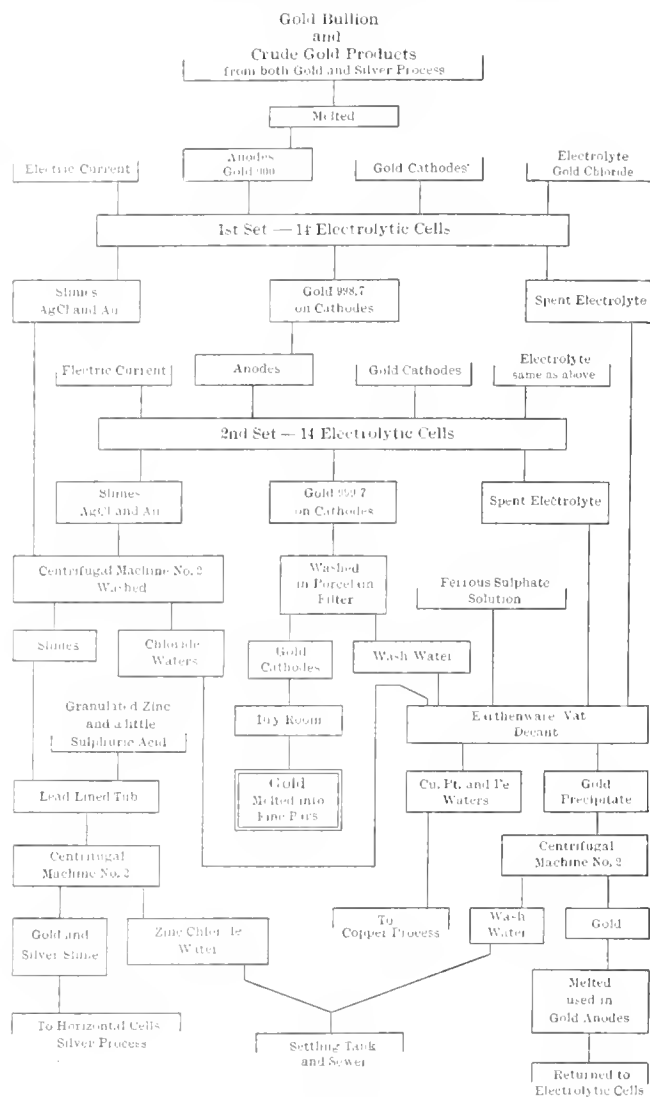 Gold Bullion
and
Crude Gold Products
from both Gold and Silver Process
Melted
Electric Current
Anodes
Gold 900
Gold Cathodes
Electrolyte
Gold Chloride
1st Set — 14 Electrolytic Cells
Slimes
AgCl and Au
Gold 998.7
on Cathodes
Spent Electrolyte
Electric Current
Anodes
Gold Cathodes
Electrolyte
same as above
2nd Set — 14 Electrolytic Cells
Slimes
AgCl and Au
Gold 999.7
on Cathodes
Spent Electrolyte
Centrifugal Machine No. 2
Washed
Washed
in Porcelain
Filter
Ferrous Sulphate
Solution
Slimes
Chloride
Waters
Gold
Cathodes
Wash Water
Granulated Zinc
and a little
Sulphuric Acid
Dry Room
Earthenware Vat
Decant
Lead Lined Tub
Gold
Melted into
Fine Bars
Cu, Pt. and Fe
Waters
Gold
Precipitate
Centrifugal
Machine No. 2
Centrifugal
Machine No. 2
Gold and
Silver Slime
Zinc Chloride
Water
To
Copper Process
Wash
Water
Gold
Melted
used in
Gold Anodes
To Horizontal Cells
Silver Process
Settling Tank
and Sewer
Returned to
Electrolytic Cells